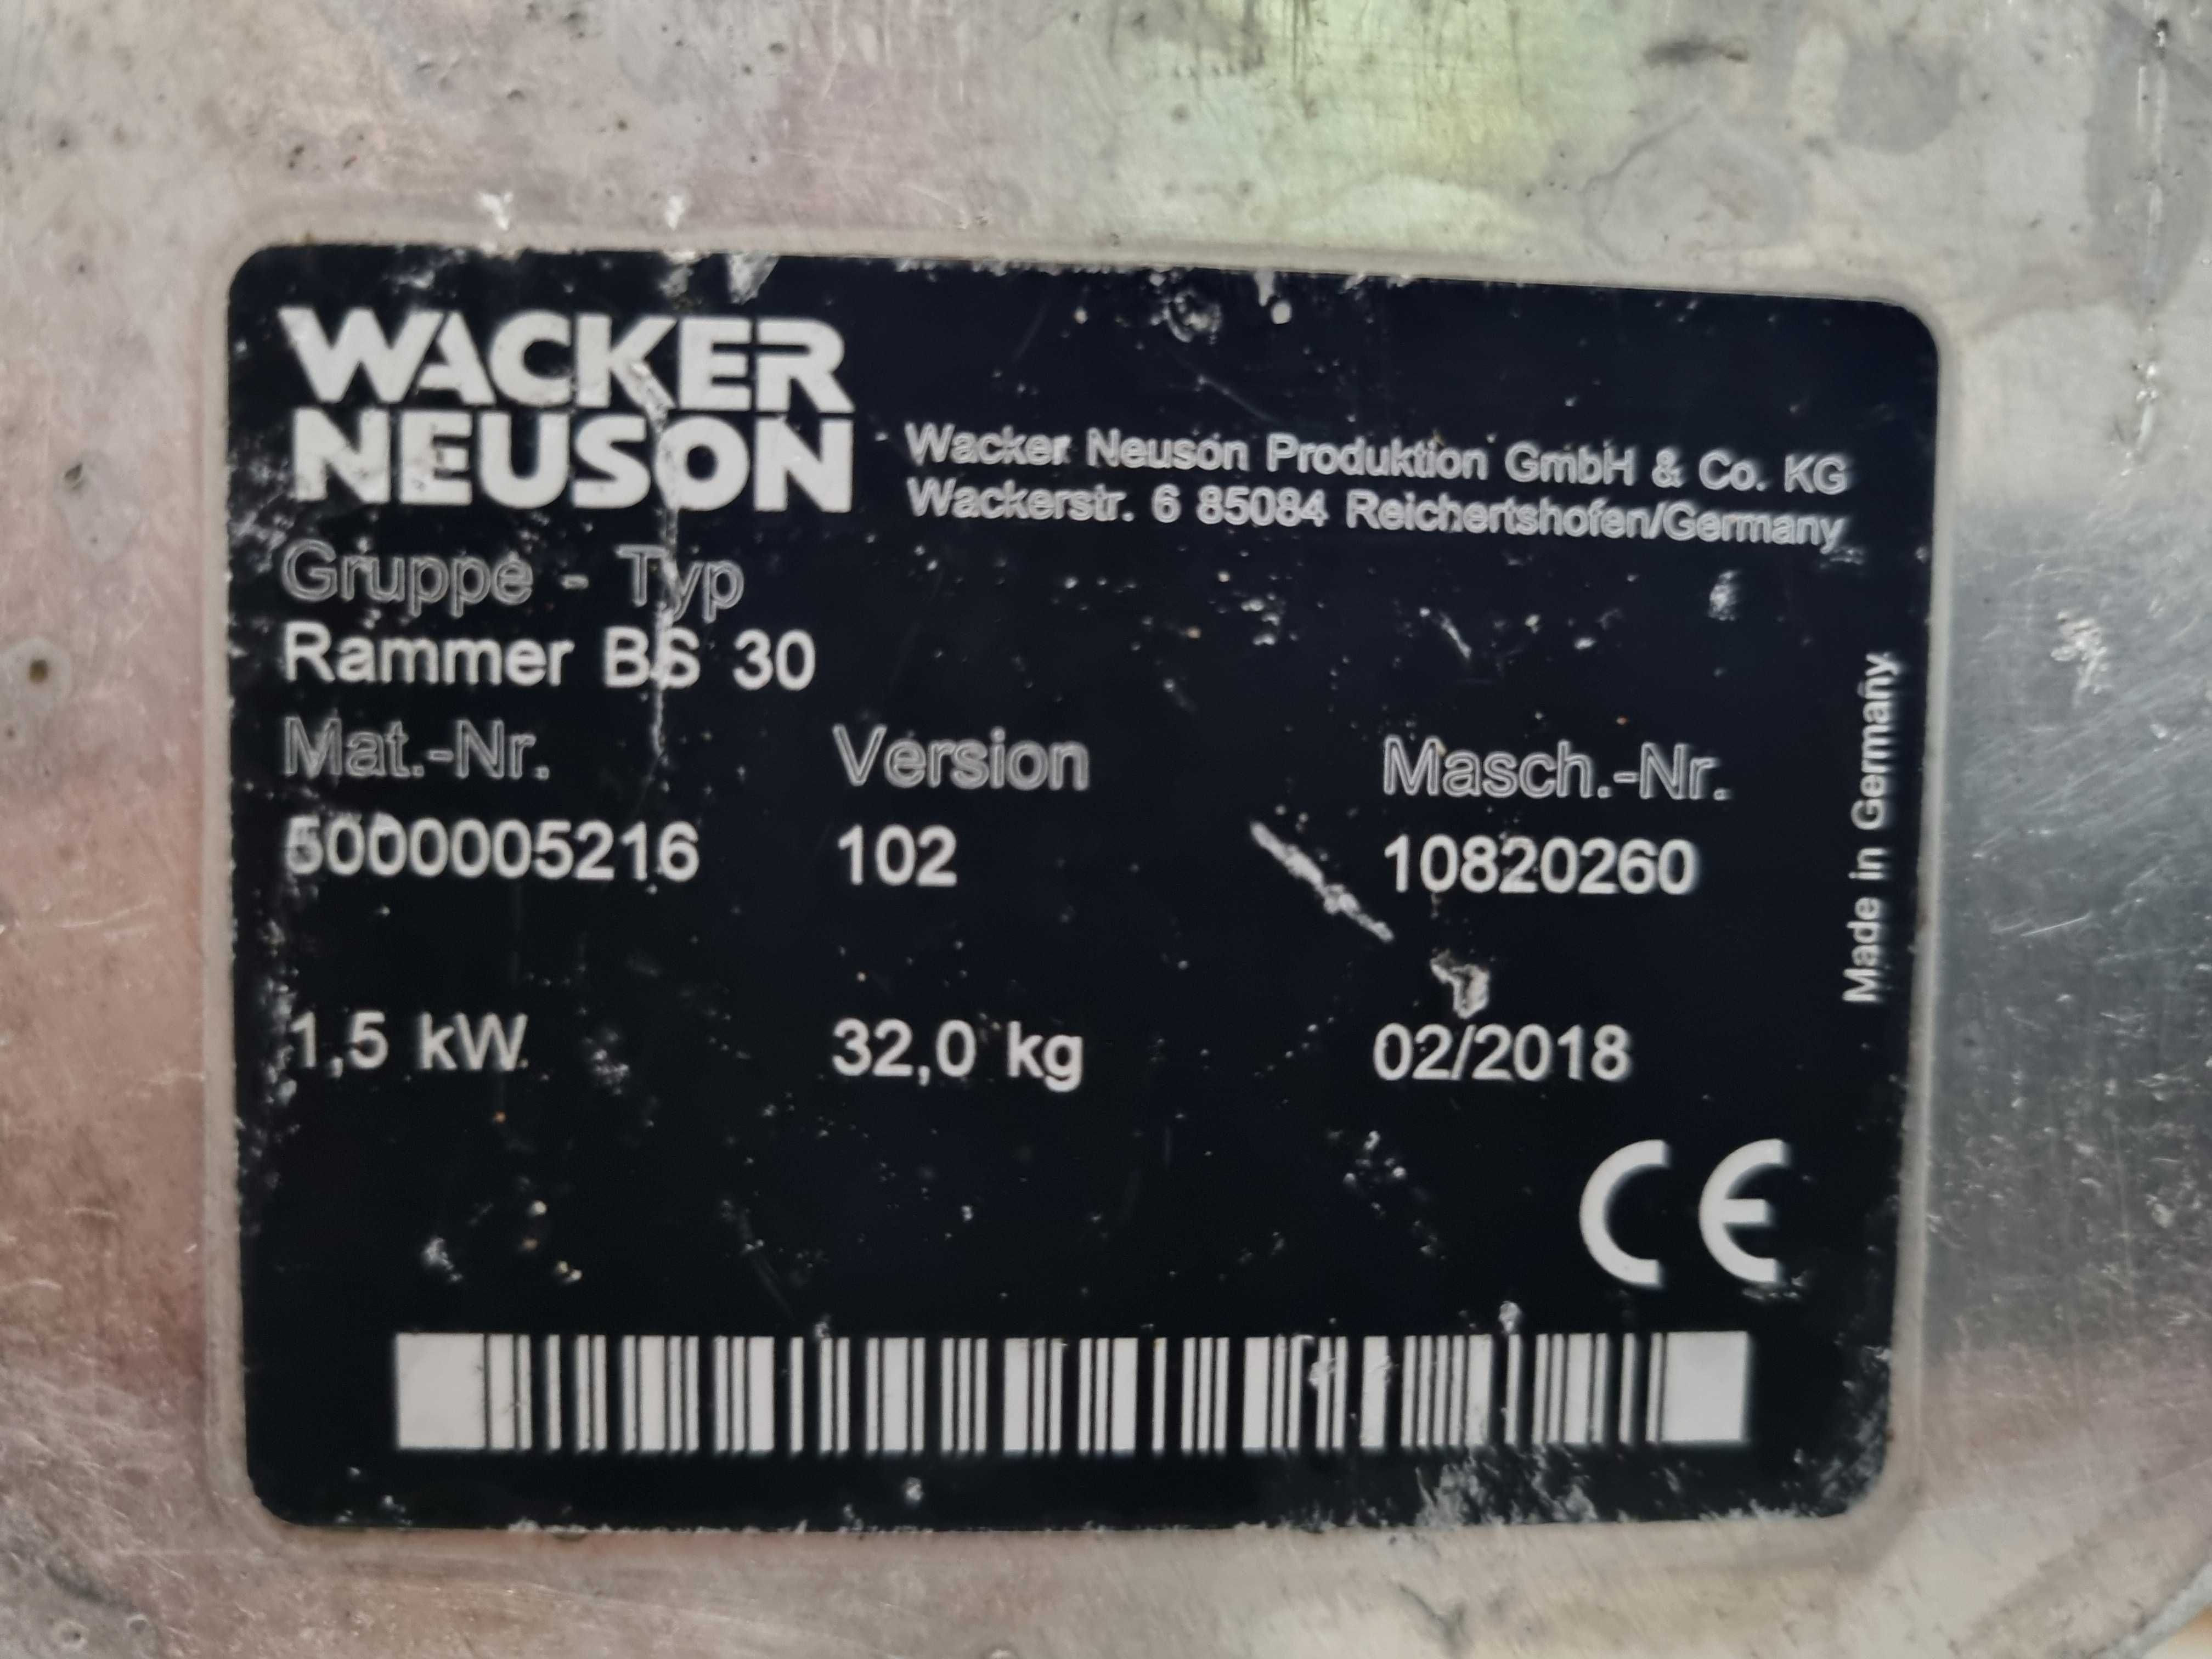 WACKER
NEUSON
Wacker Neuson Produktion GmbH & Co. KG
Wackerstr. 6 85084 Reichertshofen/Germany
Gruppe - Typ
Rammer BS 30
Mat.-Nr. Version Masch.-Nr.
5000005216 102 10820260
1,5 kW 32,0 kg 02/2018
Made in Germany
CE